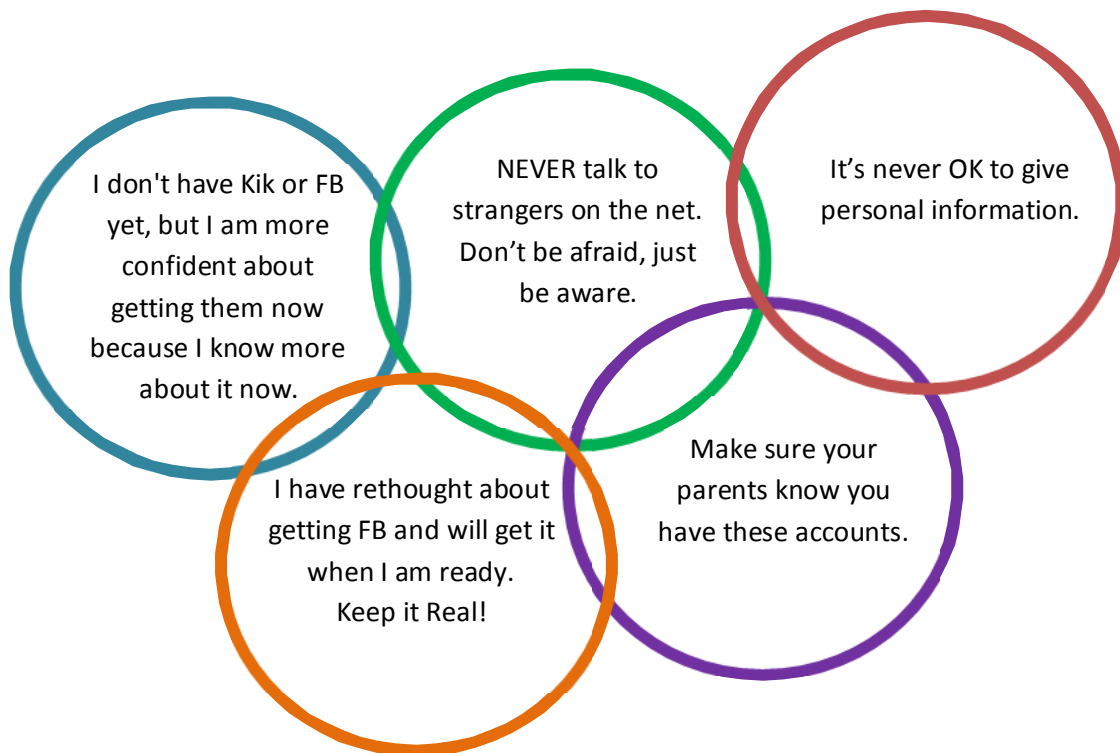 I don't have Kik or FB
yet, but I am more
confident about
getting them now
because I know more
about it now.
NEVER talk to
strangers on the net.
Don’t be afraid, just
be aware.
It’s never OK to give
personal information.
I have rethought about
getting FB and will get it
when I am ready.
Keep it Real!
Make sure your
parents know you
have these accounts.